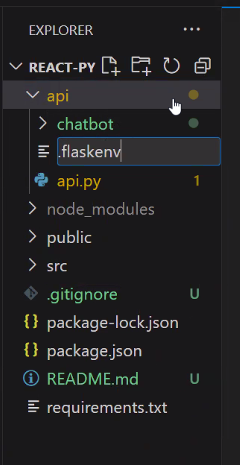 EXPLORER ...
REACT-PY
api
chatbot
.flaskenv
api.py 1
node_modules
public
src
.gitignore U
{} package-lock.json
{} package.json
README.md U
requirements.txt